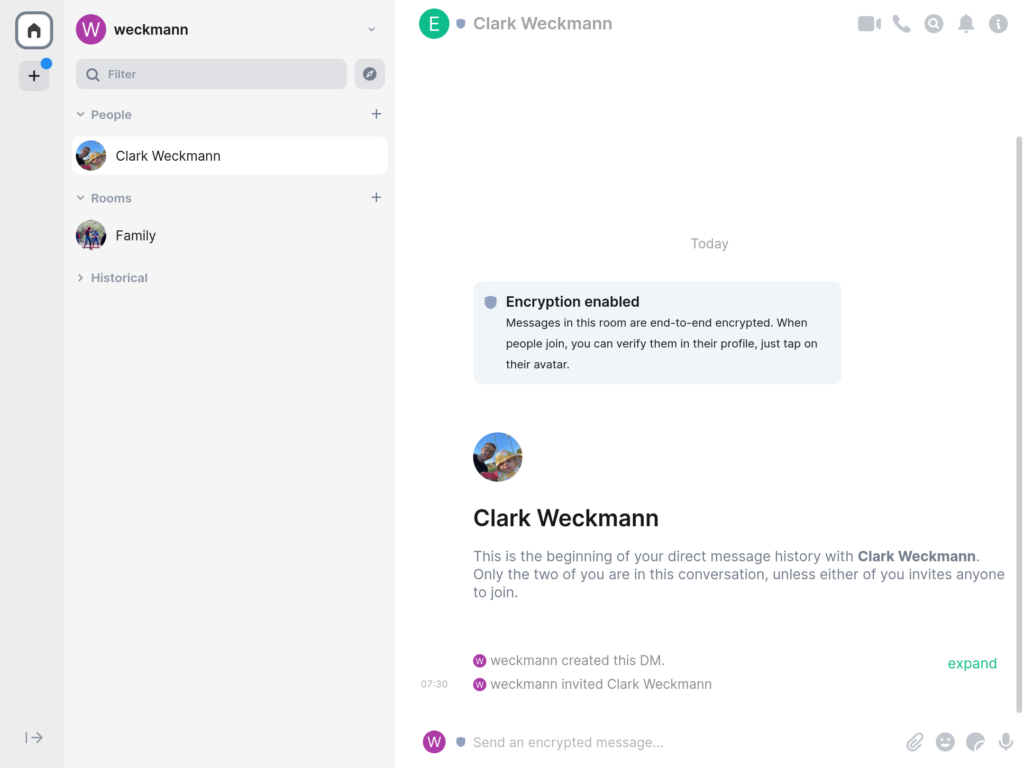 W weckmann
Filter
People
Clark Weckmann
Rooms
Family
Historical
E Clark Weckmann
Today
Encryption enabled
Messages in this room are end-to-end encrypted. When
people join, you can verify them in their profile, just tap on
their avatar.
Clark Weckmann
This is the beginning of your direct message history with Clark Weckmann.
Only the two of you are in this conversation, unless either of you invites anyone
to join.
W weckmann created this DM.
expand
07:30 W weckmann invited Clark Weckmann
W Send an encrypted message...